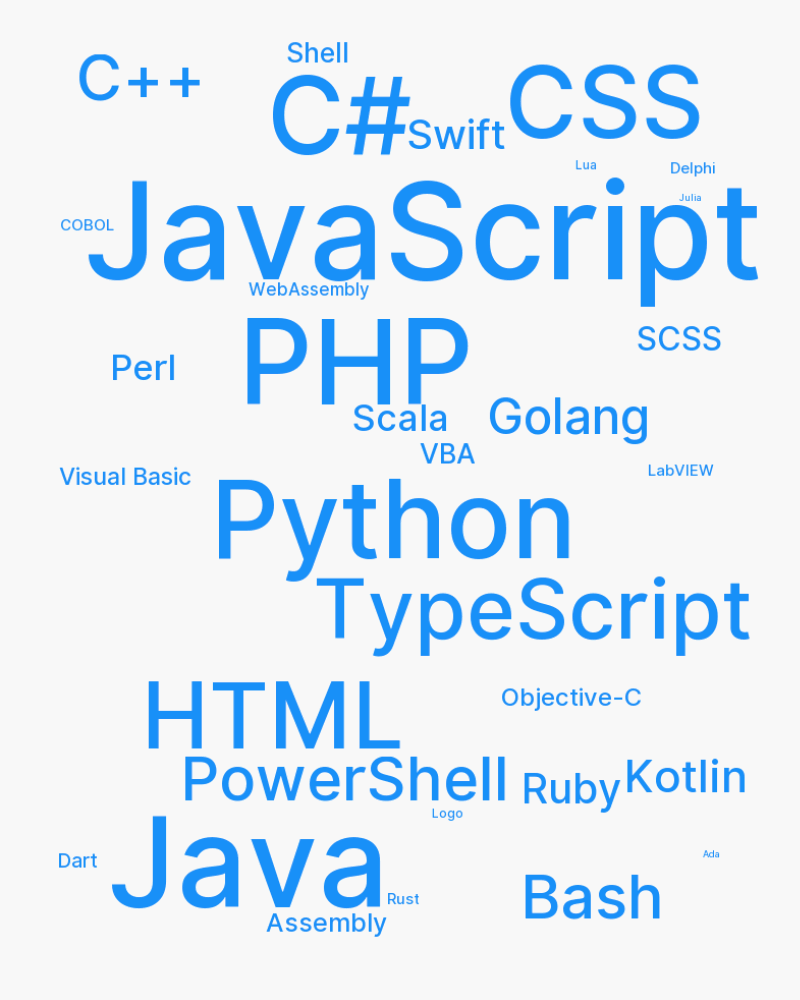 Shell
C++
C#
CSS
Swift
Lua
Delphi
Julia
COBOL
JavaScript
WebAssembly
PHP
SCSS
Perl
Scala
Golang
VBA
LabVIEW
Visual Basic
Python
TypeScript
HTML
Objective-C
PowerShell
Ruby
Kotlin
Logo
Java
Dart
Ada
Rust
Bash
Assembly